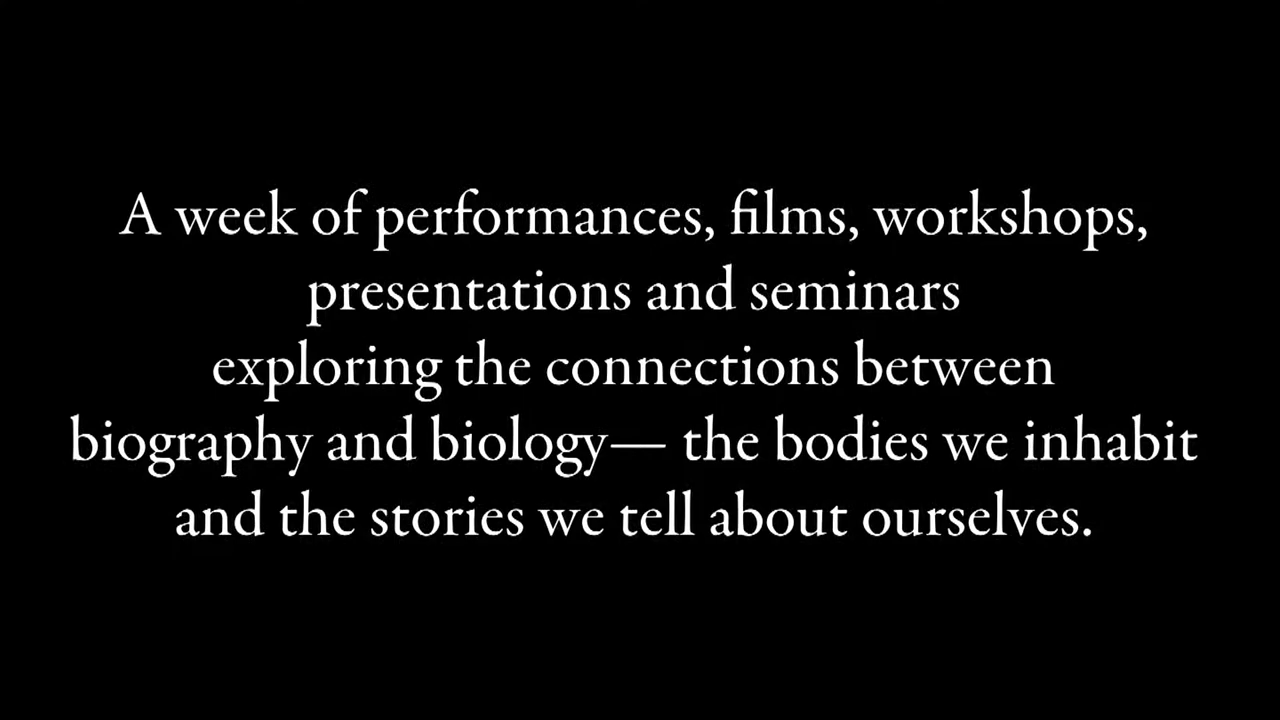 A week of performances, films, workshops,
presentations and seminars
exploring the connections between
biography and biology— the bodies we inhabit
and the stories we tell about ourselves.